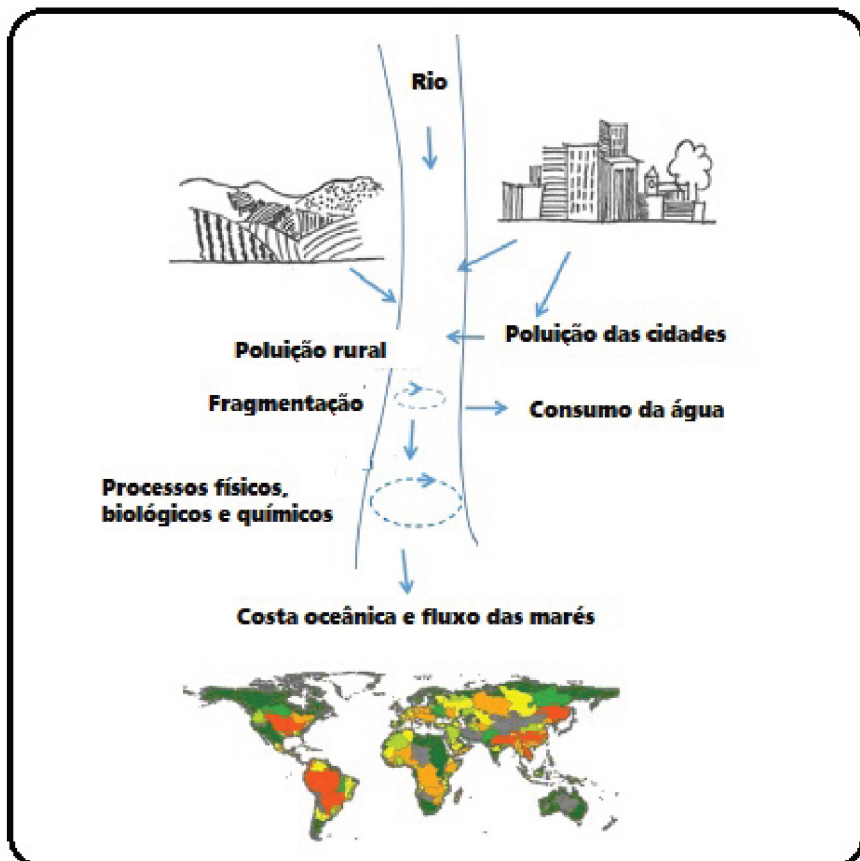 Rio
Poluição das cidades
Poluição rural
Fragmentação
Consumo da água
Processos físicos,
biológicos e químicos
Costa oceânica e fluxo das marés